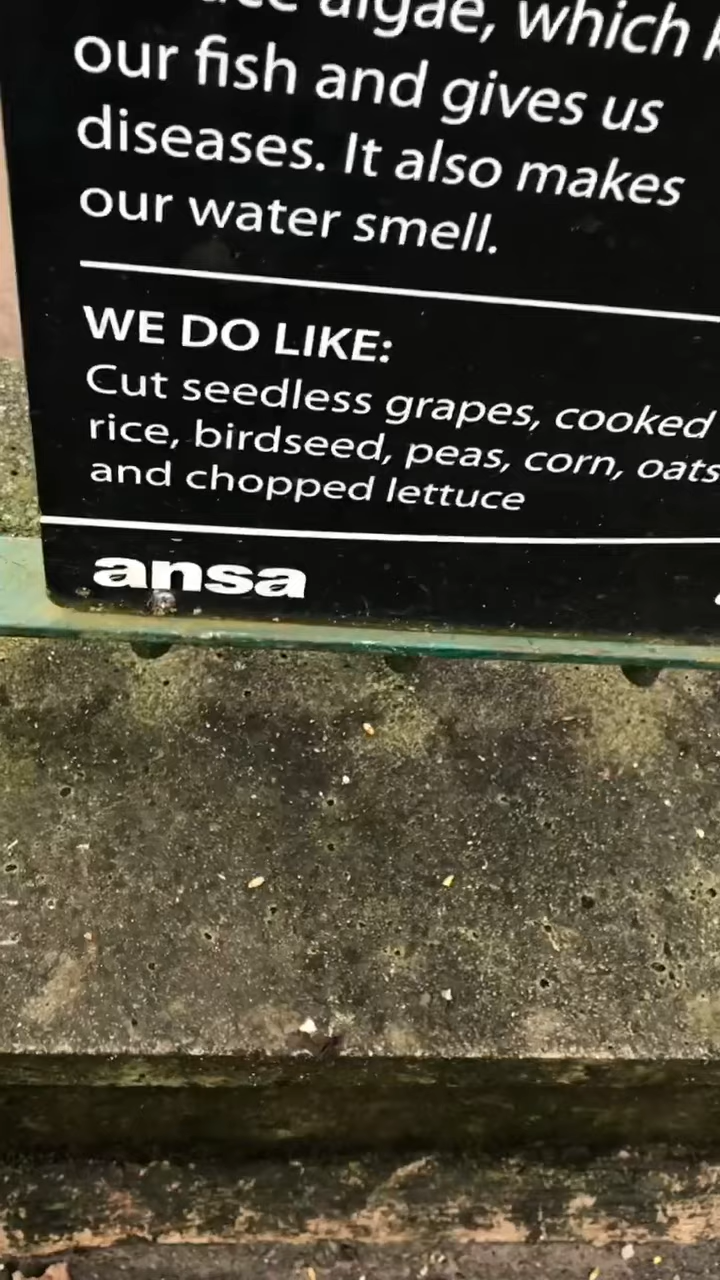 algae, which
our fish and gives us
diseases. It also makes
our water smell.
WE DO LIKE:
Cut seedless grapes, cooked
rice, birdseed, peas, corn, oats
and chopped lettuce
ansa